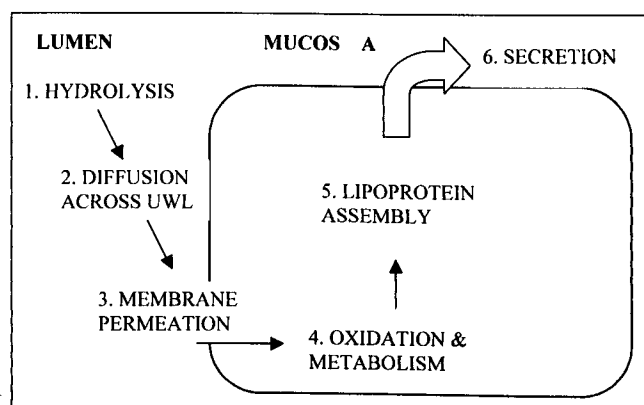 LUMEN
MUCOS A
6. SECRETION
1. HYDROLYSIS
2. DIFFUSION
ACROSS UWL
5. LIPOPROTEIN
ASSEMBLY
3. MEMBRANE
PERMEATION
4. OXIDATION &
METABOLISM